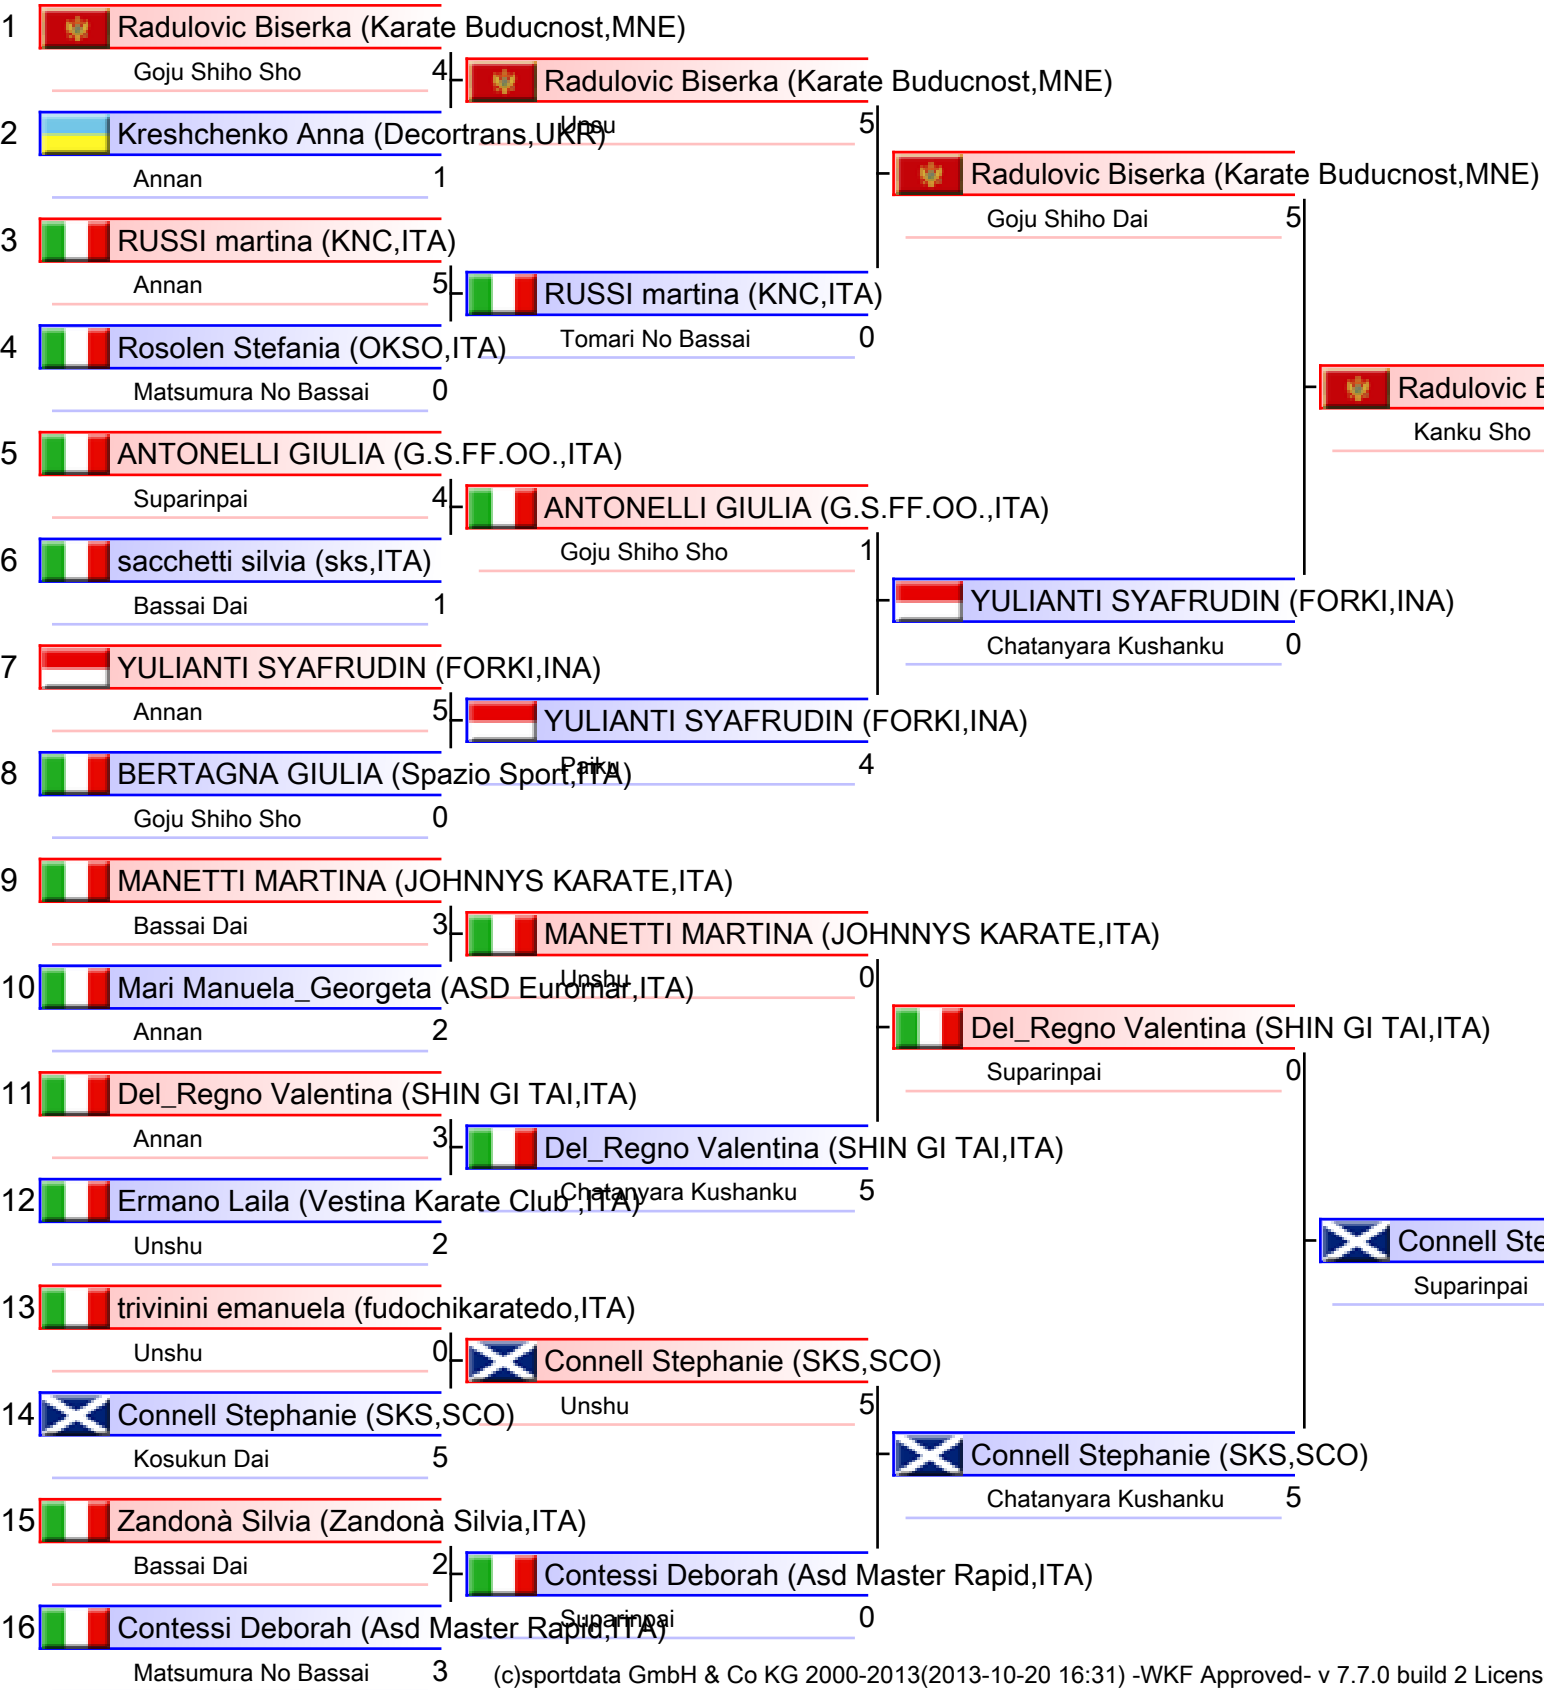 1 Radulovic Biserka (Karate Buducnost,MNE)
Goju Shiho Sho 4
2 Kreshchenko Anna (Decortrans,UKR)
Annan 1
3 RUSSI martina (KNC,ITA)
Annan 5
4 Rosolen Stefania (OKSO,ITA)
Matsumura No Bassai 0
5 ANTONELLI GIULIA (G.S.FF.OO.,ITA)
Suparinpai 4
6 sacchetti silvia (sks,ITA)
Bassai Dai 1
7 YULIANTI SYAFRUDIN (FORKI,INA)
Annan 5
8 BERTAGNA GIULIA (Spazio Sport,ITA)
Goju Shiho Sho 0
9 MANETTI MARTINA (JOHNNYS KARATE,ITA)
Bassai Dai 3
10 Mari Manuela_Georgeta (ASD Euromar,ITA)
Annan 2
11 Del_Regno Valentina (SHIN GI TAI,ITA)
Annan 3
12 Ermano Laila (Vestina Karate Club ,ITA)
Unshu 2
13 trivinini emanuela (fudochikaratedo,ITA)
Unshu 0
14 Connell Stephanie (SKS,SCO)
Kosukun Dai 5
15 Zandonà Silvia (Zandonà Silvia,ITA)
Bassai Dai 2
16 Contessi Deborah (Asd Master Rapid,ITA)
Matsumura No Bassai 3
Radulovic Biserka (Karate Buducnost,MNE)
Unsu 5
RUSSI martina (KNC,ITA)
Tomari No Bassai 0
ANTONELLI GIULIA (G.S.FF.OO.,ITA)
Goju Shiho Sho 1
YULIANTI SYAFRUDIN (FORKI,INA)
Paiku 4
MANETTI MARTINA (JOHNNYS KARATE,ITA)
Unshu 0
Del_Regno Valentina (SHIN GI TAI,ITA)
Chatanyara Kushanku 5
Connell Stephanie (SKS,SCO)
Unshu 5
Contessi Deborah (Asd Master Rapid,ITA)
Suparinpai 0
Radulovic Biserka (Karate Buducnost,MNE)
Goju Shiho Dai 5
YULIANTI SYAFRUDIN (FORKI,INA)
Chatanyara Kushanku 0
Del_Regno Valentina (SHIN GI TAI,ITA)
Suparinpai 0
Connell Stephanie (SKS,SCO)
Chatanyara Kushanku 5
Radulovic B
Kanku Sho
Connell Ste
Suparinpai
(c)sportdata GmbH & Co KG 2000-2013(2013-10-20 16:31) -WKF Approved- v 7.7.0 build 2 Licens